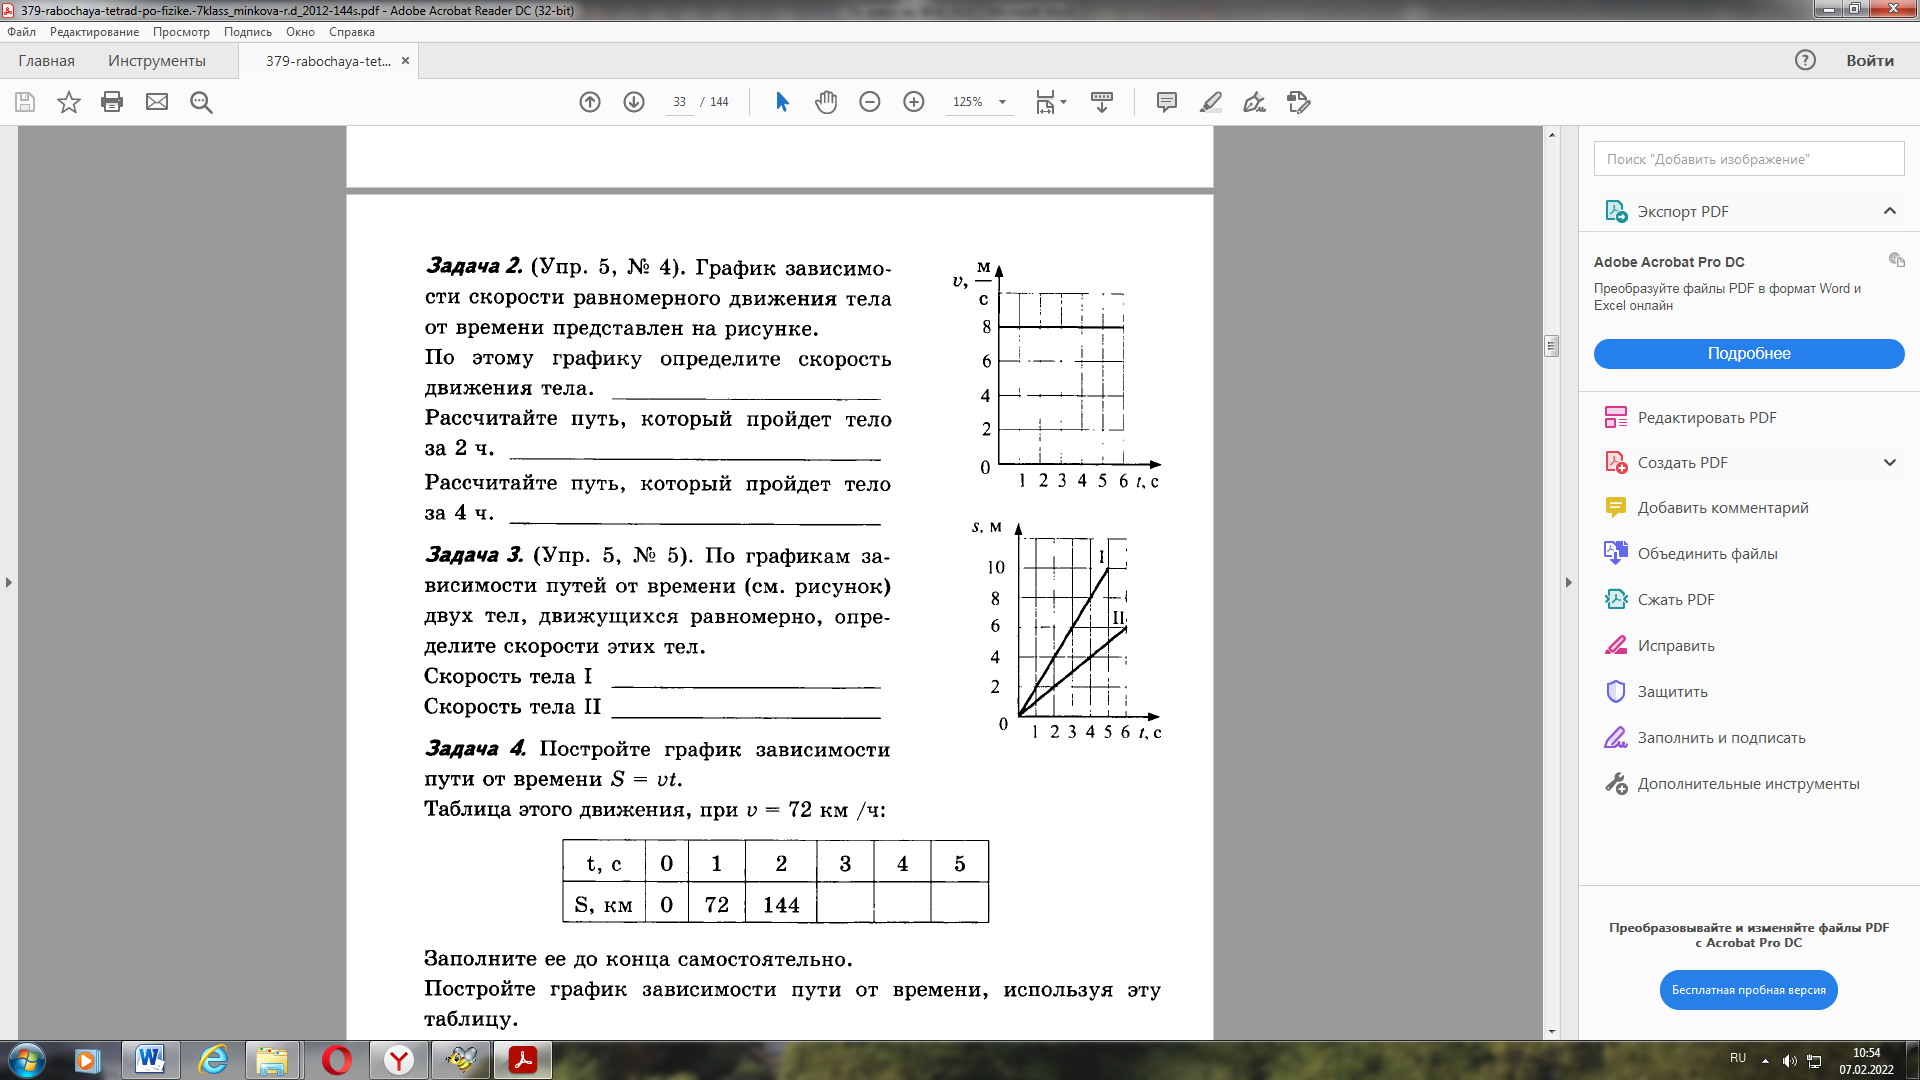 379-rabochaya-tetrad-po-fizike.-7klass_minkova-r.d_2012-144s.pdf - Adobe Acrobat Reader DC (32-bit)
Файл Редактирование Просмотр Подпись Окно Справка
Главная Инструменты 379-rabochaya-tet... × Войти
33 / 144 125%
Задача 2. (Упр. 5, № 4). График зависимо-
сти скорости равномерного движения тела
от времени представлен на рисунке.
По этому графику определите скорость
движения тела.
Рассчитайте путь, который пройдет тело
за 2 ч.
Рассчитайте путь, который пройдет тело
за 4 ч.
v, м/с
8
6
4
2
0
1 2 3 4 5 6 t, с
Задача 3. (Упр. 5, № 5). По графикам за-
висимости путей от времени (см. рисунок)
двух тел, движущихся равномерно, опре-
делите скорости этих тел.
Скорость тела I
Скорость тела II
s, м
10
8
6
4
2
0
I
II
1 2 3 4 5 6 t, с
Задача 4. Постройте график зависимости
пути от времени S = vt.
Таблица этого движения, при v = 72 км /ч:
t, с 0 1 2 3 4 5
S, км 0 72 144
Заполните ее до конца самостоятельно.
Постройте график зависимости пути от времени, используя эту
таблицу.
Поиск "Добавить изображение"
Экспорт PDF
Adobe Acrobat Pro DC
Преобразуйте файлы PDF в формат Word и
Excel онлайн
Подробнее
Редактировать PDF
Создать PDF
Добавить комментарий
Объединить файлы
Сжать PDF
Исправить
Защитить
Заполнить и подписать
Дополнительные инструменты
Преобразовывайте и изменяйте файлы PDF
с Acrobat Pro DC
Бесплатная пробная версия
RU
10:54
07.02.2022